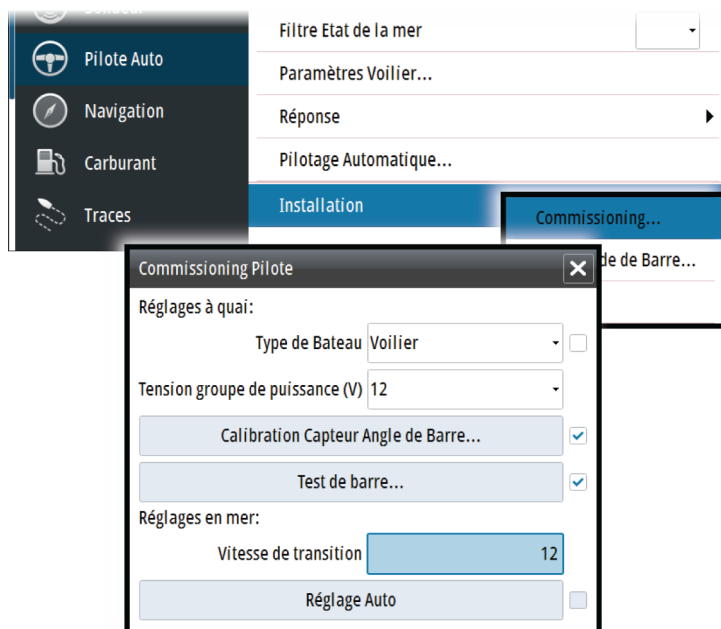 Pilote Auto
Navigation
Carburant
Traces
Filtre Etat de la mer
Paramètres Voilier...
Réponse
Pilotage Automatique...
Installation
Commissioning...
de de Barre...
Commissioning Pilote
Réglages à quai:
Type de Bateau Voilier
Tension groupe de puissance (V) 12
Calibration Capteur Angle de Barre...
Test de barre...
Réglages en mer:
Vitesse de transition 12
Réglage Auto